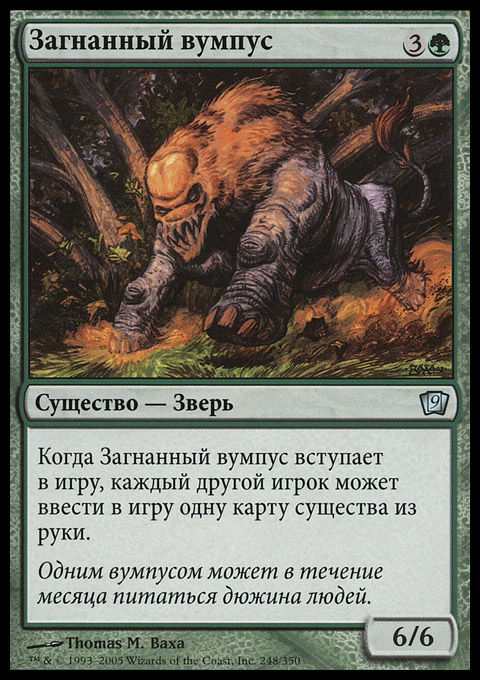 Загнанный вумпус 3
Существо — Зверь 9
Когда Загнанный вумпус вступает
в игру, каждый другой игрок может
ввести в игру одну карту существа из
руки.
Одним вумпусом может в течение
месяца питаться дюжина людей.
6/6
Thomas M. Baxa
™ & © 1993–2005 Wizards of the Coast, Inc. 248/350